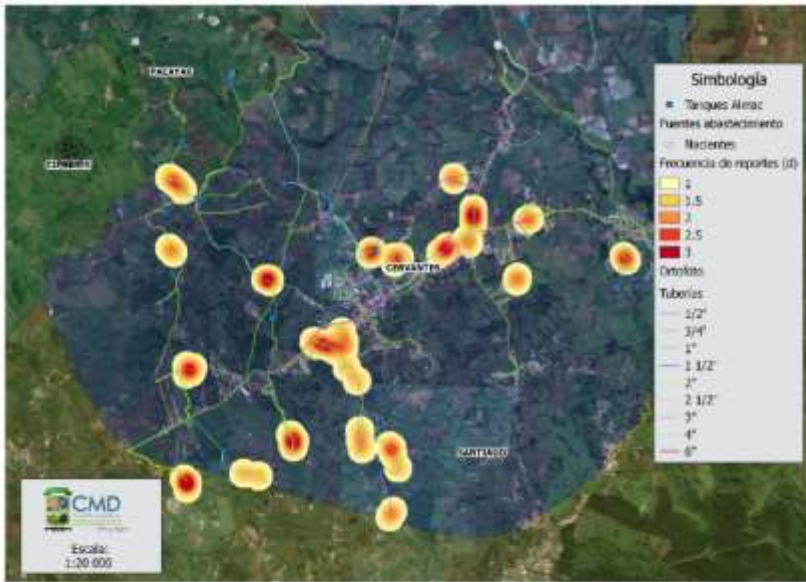 PACAYAS
CERVANTES
SANTIAGO
Simbología
Tanques Almac
Fuentes abastecimiento
Nacientes
Frecuencia de reportes (d)
1
1.5
2
2.5
3
Ortofoto
Tuberías
1/2"
3/4"
1"
1 1/2"
2"
2 1/2"
3"
4"
6"
CMD
Escala:
1:20 000